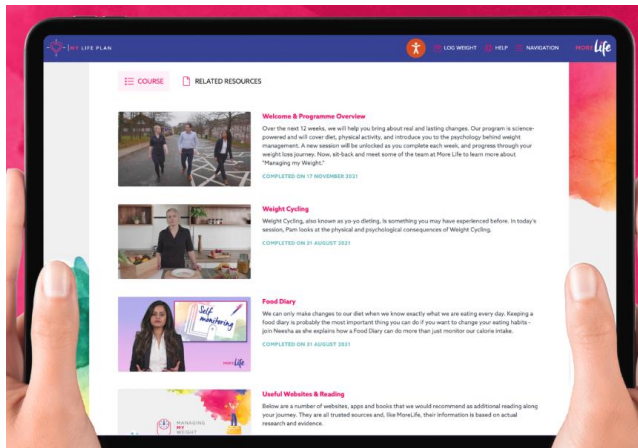 MY LIFE PLAN
LOG WEIGHT
HELP
NAVIGATION
MORE Life
COURSE
RELATED RESOURCES
Welcome & Programme Overview
Over the next 12 weeks, we will help you bring about real and lasting changes. Our program is science-
powered and will cover diet, physical activity, and introduce you to the psychology behind weight
management. A new session will be unlocked as you complete each week, and progress through your
weight loss journey. Now, sit-back and meet some of the team at More Life to learn more about
"Managing my Weight."
COMPLETED ON 17 NOVEMBER 2021
Weight Cycling
Weight Cycling, also known as yo-yo dieting, is something you may have experienced before. In today's
session, Pam looks at the physical and psychological consequences of Weight Cycling.
COMPLETED ON 31 AUGUST 2021
Self
monitoring
MORE Life
Food Diary
We can only make changes to our diet when we know exactly what we are eating every day. Keeping a
food diary is probably the most important thing you can do if you want to change your eating habits–
join Neesha as she explains how a Food Diary can do more than just monitor our calorie intake.
COMPLETED ON 31 AUGUST 2021
MANAGING
MY
WEIGHT
Useful Websites & Reading
Below are a number of websites, apps and books that we would recommend as additional reading along
your journey. They are all trusted sources and, like MoreLife, their information is based on actual
research and evidence.